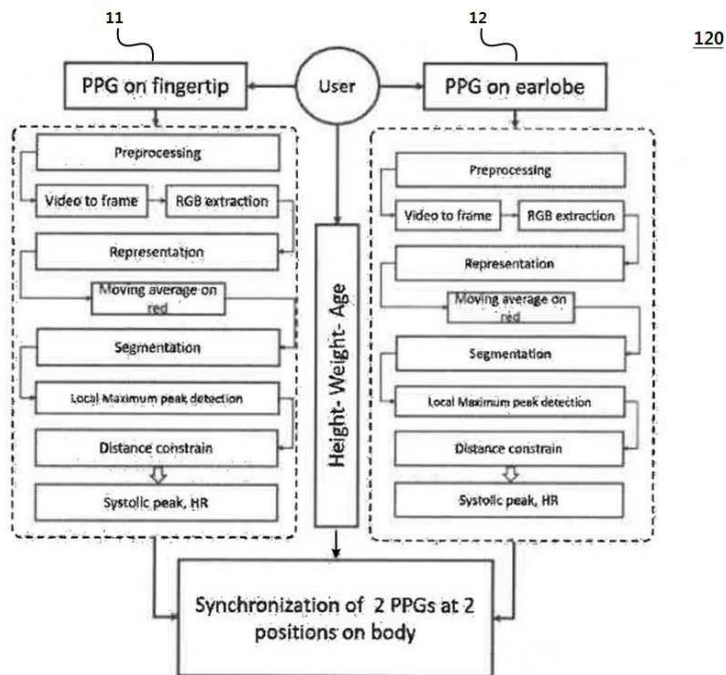 11
12
120
PPG on fingertip
User
PPG on earlobe
Preprocessing
Video to frame
RGB extraction
Representation
Moving average on
red
Segmentation
Local Maximum peak detection
Distance constrain
Systolic peak, HR
Height- Weight- Age
Preprocessing
Video to frame
RGB extraction
Representation
Moving average on
red
Segmentation
Local Maximum peak detection
Distance constrain
Systolic peak, HR
Synchronization of 2 PPGs at 2
positions on body